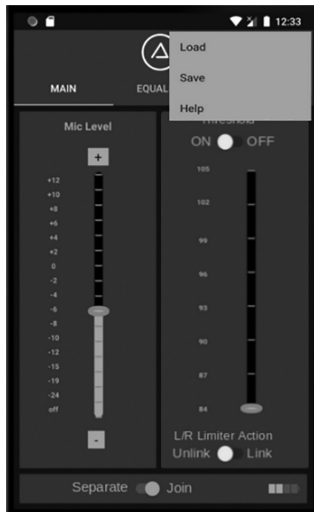 12:33
Load
Save
Help
MAIN
EQUAL
Mic Level
Threshold
ON OFF
+
+12
+10
+8
+6
+4
+2
0
-2
-4
-6
-8
-10
-12
-15
-19
-24
off
-
105
102
99
96
93
90
87
84
L/R Limiter Action
Unlink Link
Separate Join